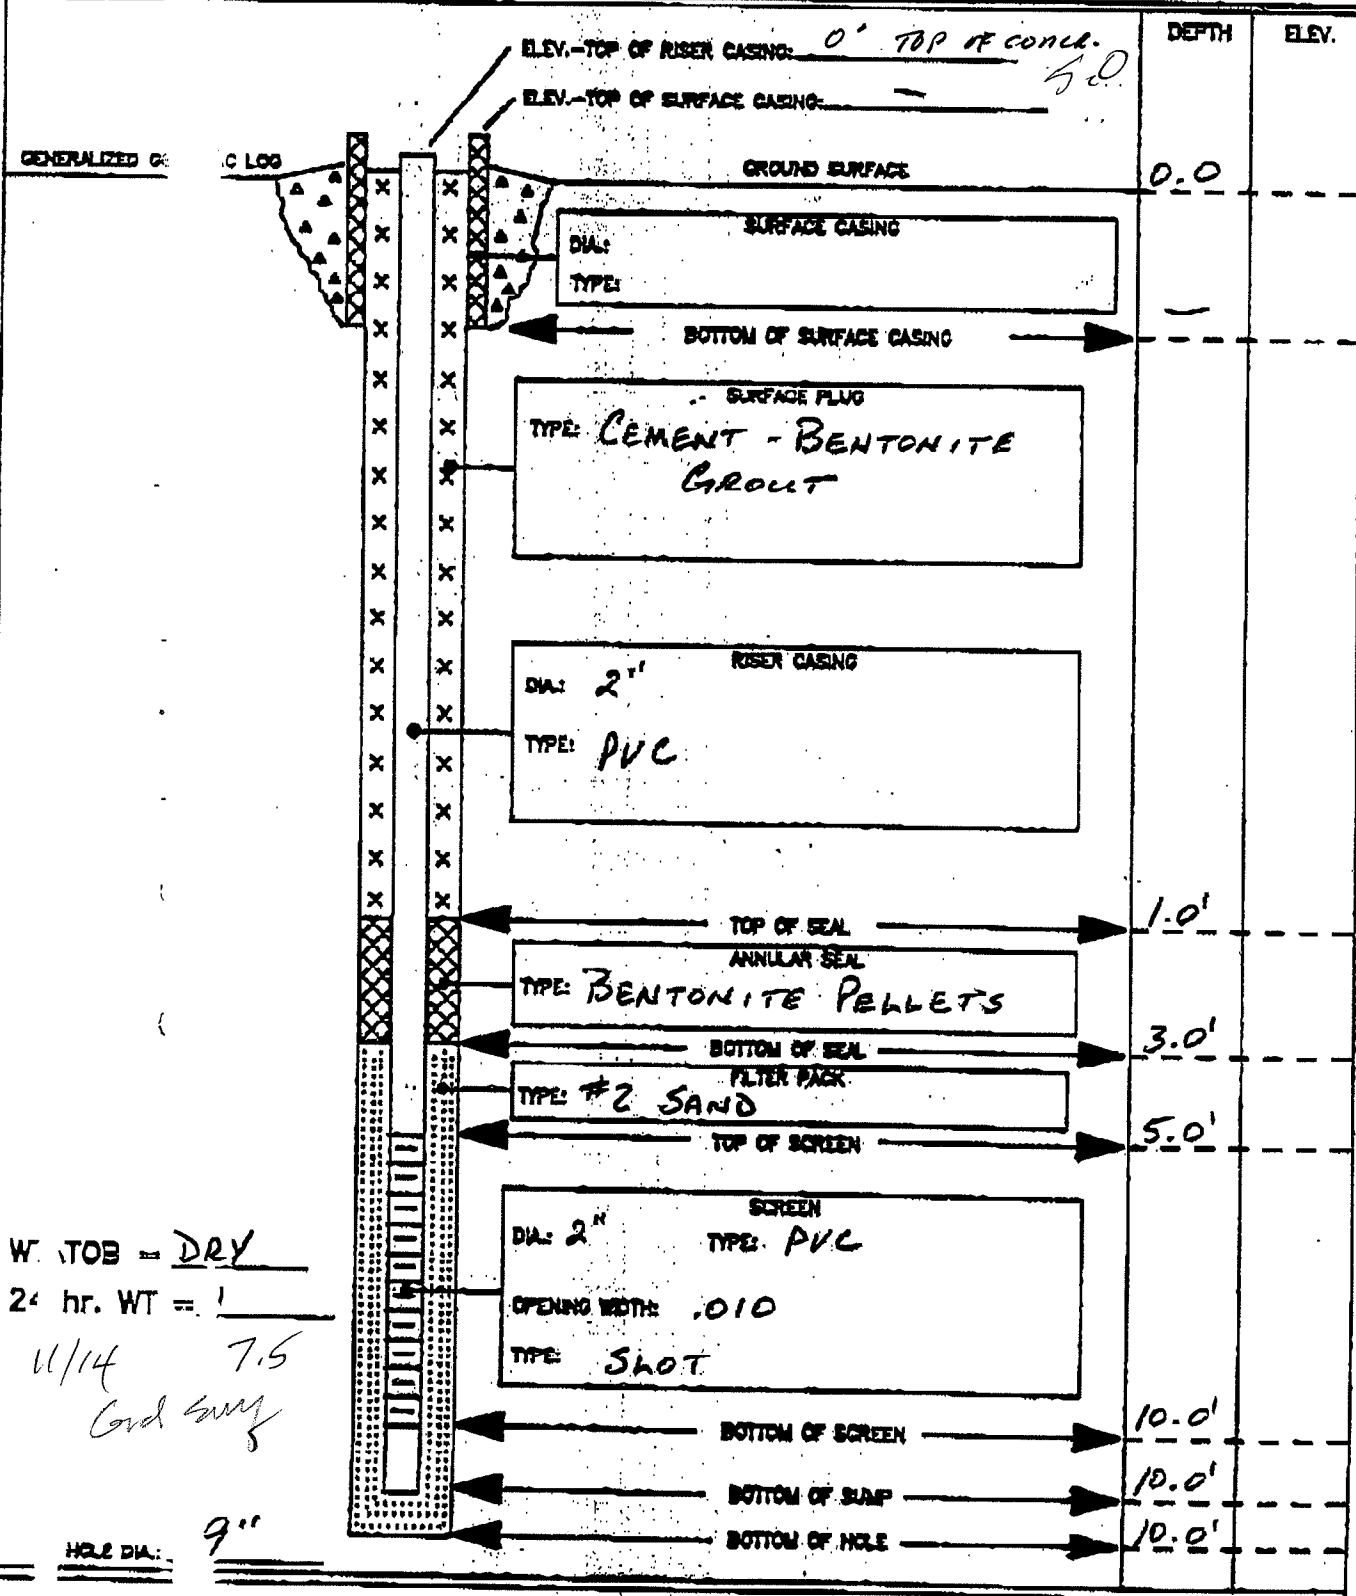 DEPTH ELEV.
ELEV.-TOP OF RISER CASING: 0' TOP OF CONCR.
ELEV.-TOP OF SURFACE CASING: —
GENERALIZED GE C LOG
GROUND SURFACE 0.0
SURFACE CASING
DIA.:
TYPE:
BOTTOM OF SURFACE CASING —
SURFACE PLUG
TYPE: CEMENT - BENTONITE
GROUT
RISER CASING
DIA.: 2"
TYPE: PVC
TOP OF SEAL 1.0'
ANNULAR SEAL
TYPE: BENTONITE PELLETS
BOTTOM OF SEAL 3.0'
FILTER PACK
TYPE: #2 SAND
TOP OF SCREEN 5.0'
SCREEN
DIA.: 2" TYPE: PVC
OPENING WIDTH: .010
TYPE: SLOT
W TOB = DRY
24 hr. WT =
11/14 7.5
Grd Surf
BOTTOM OF SCREEN 10.0'
BOTTOM OF SUMP 10.0'
BOTTOM OF HOLE 10.0'
HOLE DIA.: 9"